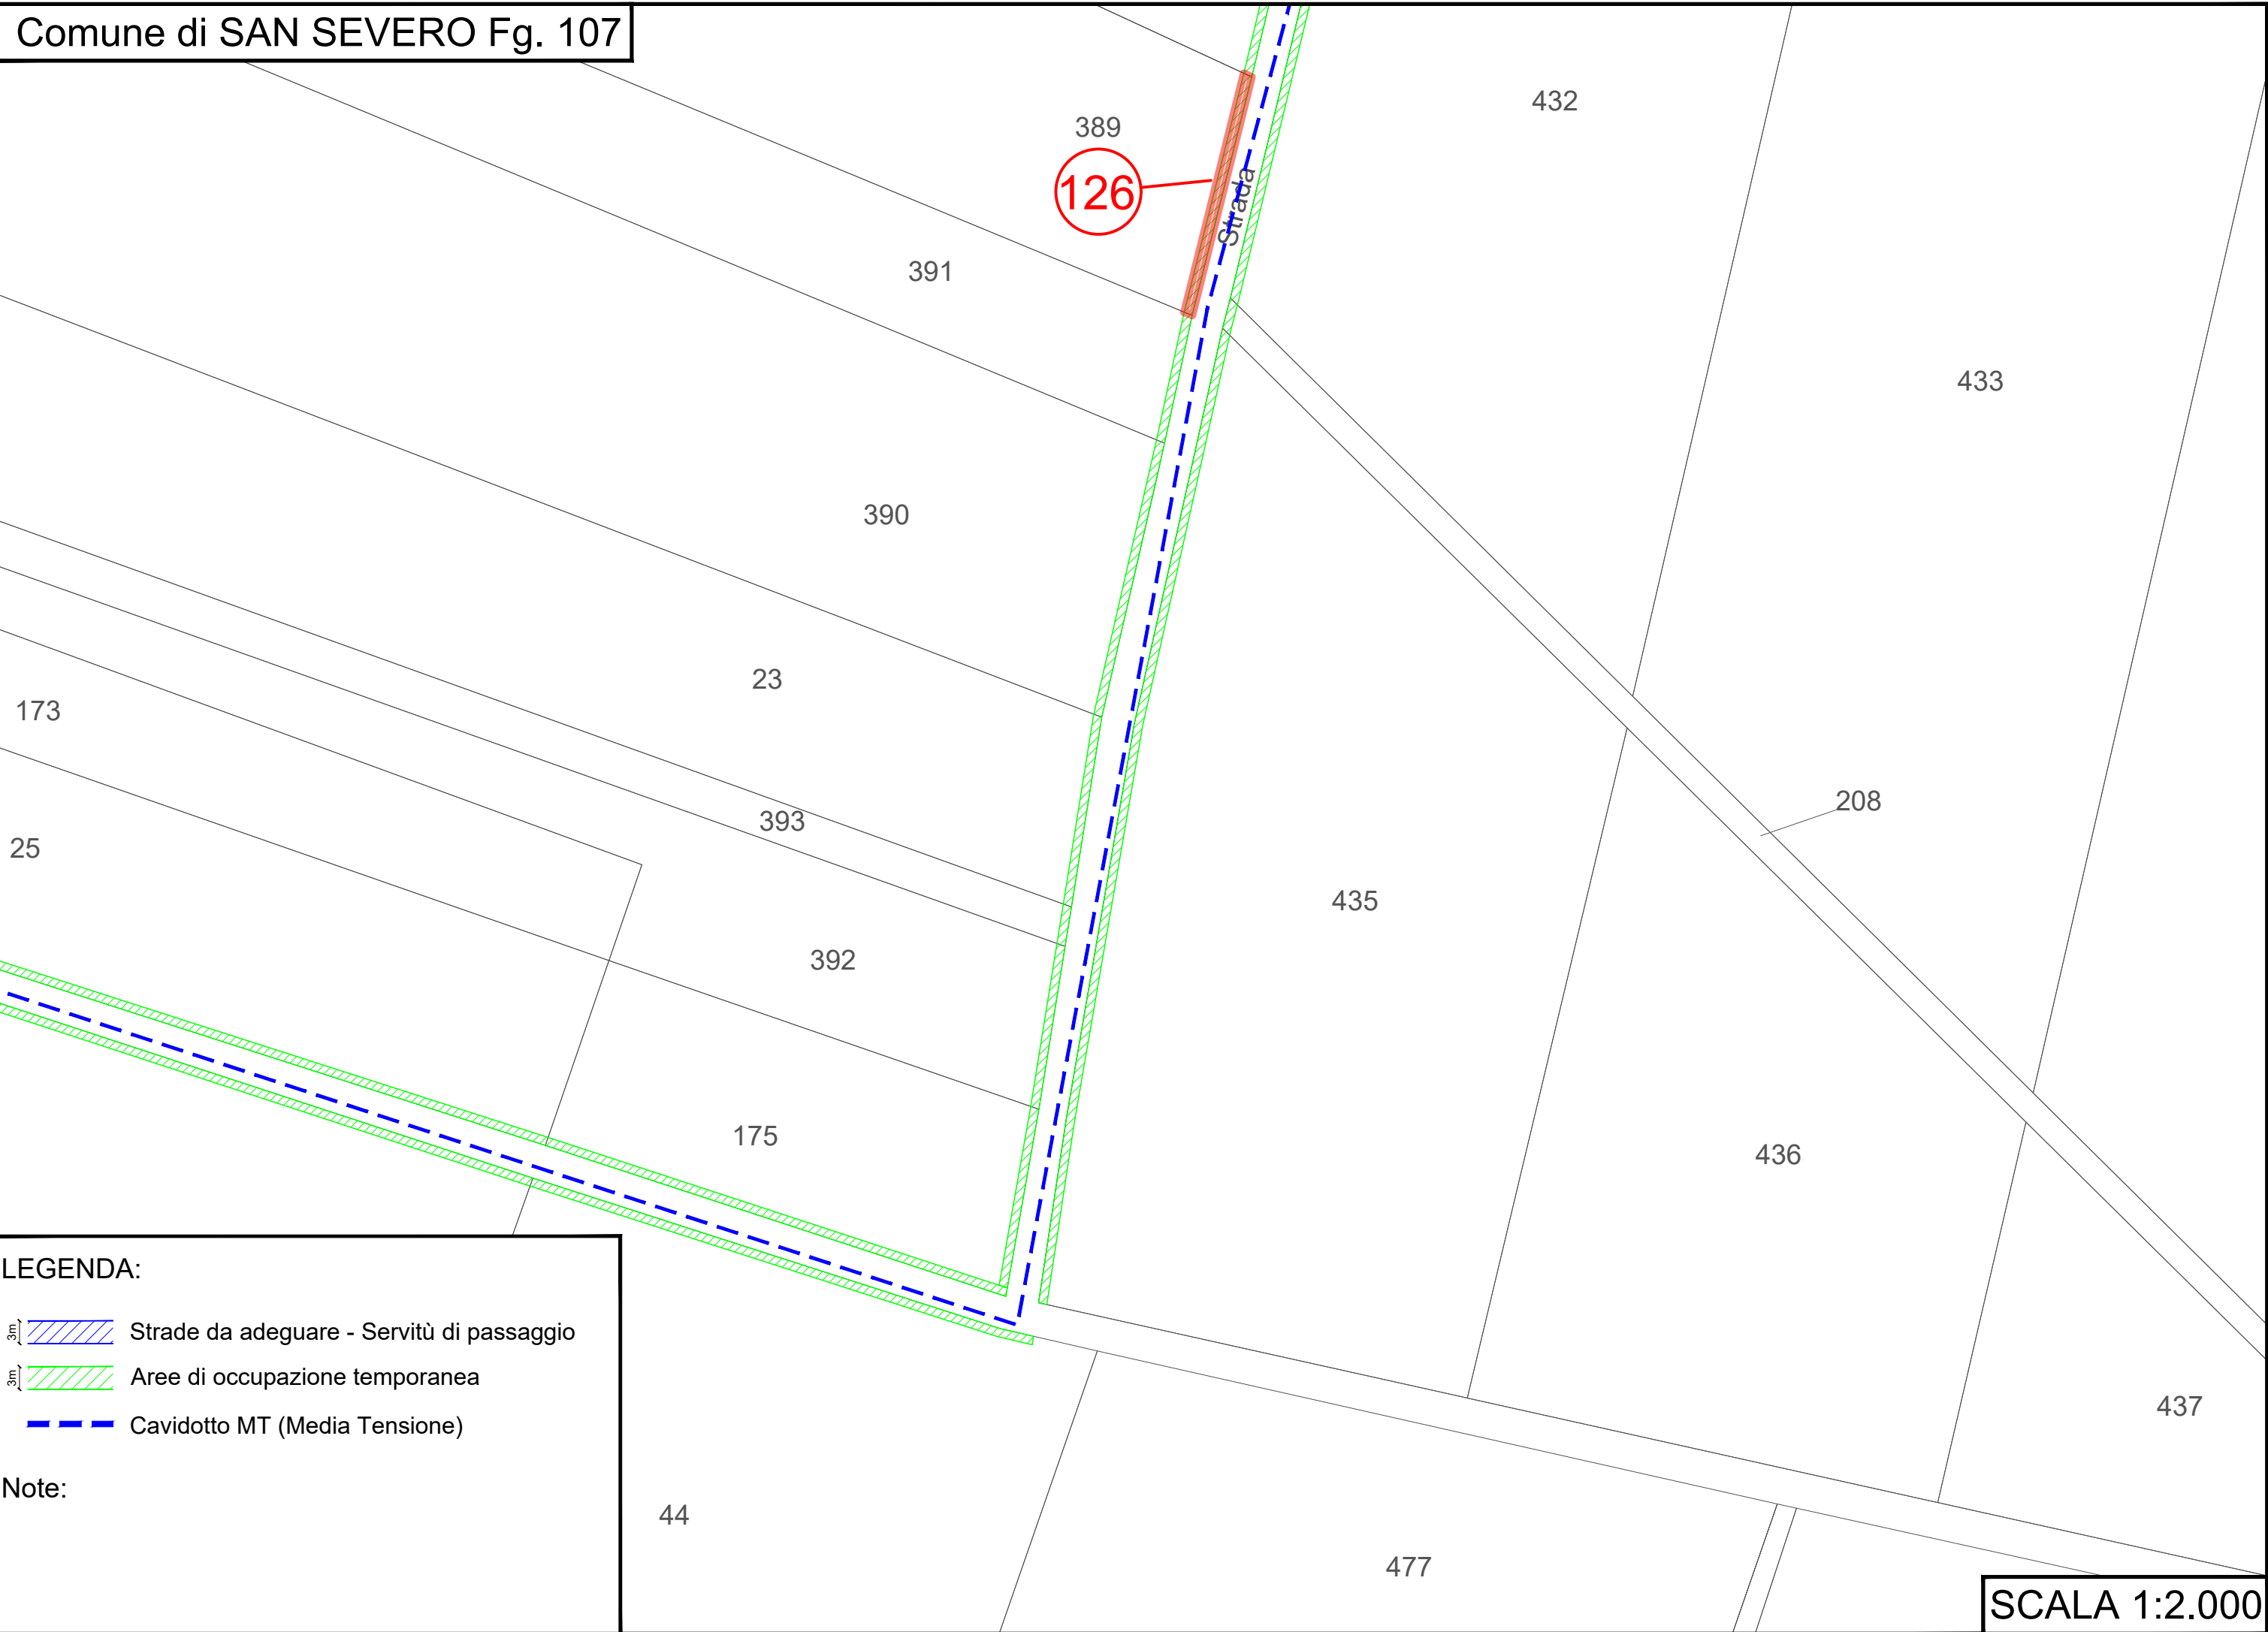 Comune di SAN SEVERO Fg. 107
432
389
126
Strada
391
433
390
23
173
208
393
25
435
392
175
436
LEGENDA:
3m
Strade da adeguare - Servitù di passaggio
3m
Aree di occupazione temporanea
Cavidotto MT (Media Tensione)
Note:
437
44
477
SCALA 1:2.000